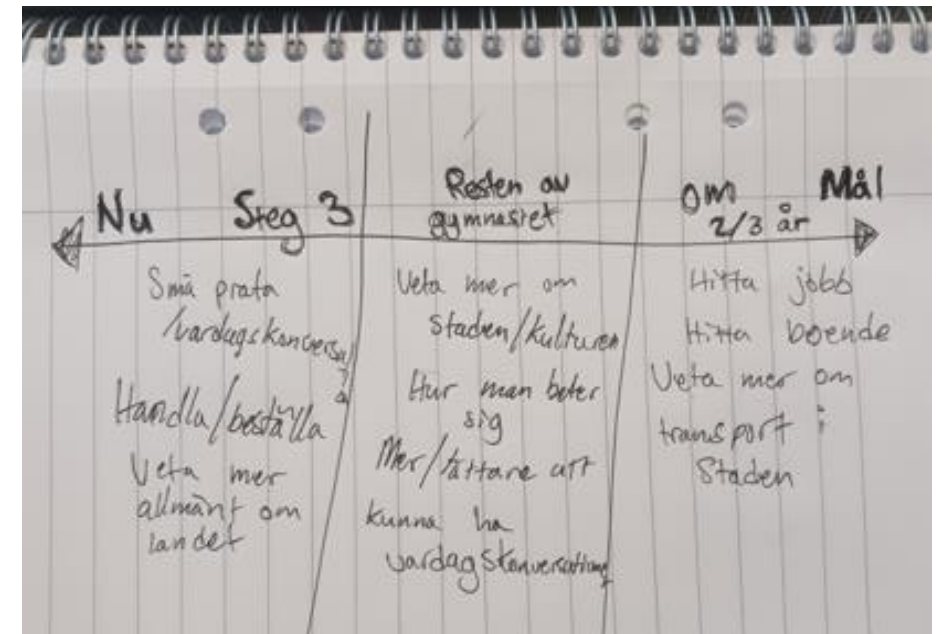 Nu Steg 3
Små prata
/vardagskonversa
Handla/beställa
Veta mer
allmänt om
landet
Resten av
gymnasiet
Veta mer om
staden/kulturen
Hur man beter
sig
Mer/lättare att
kunna ha
vardagskonversationer
om Mål
2/3 år
Hitta jobb
Hitta boende
Veta mer om
transport i
staden